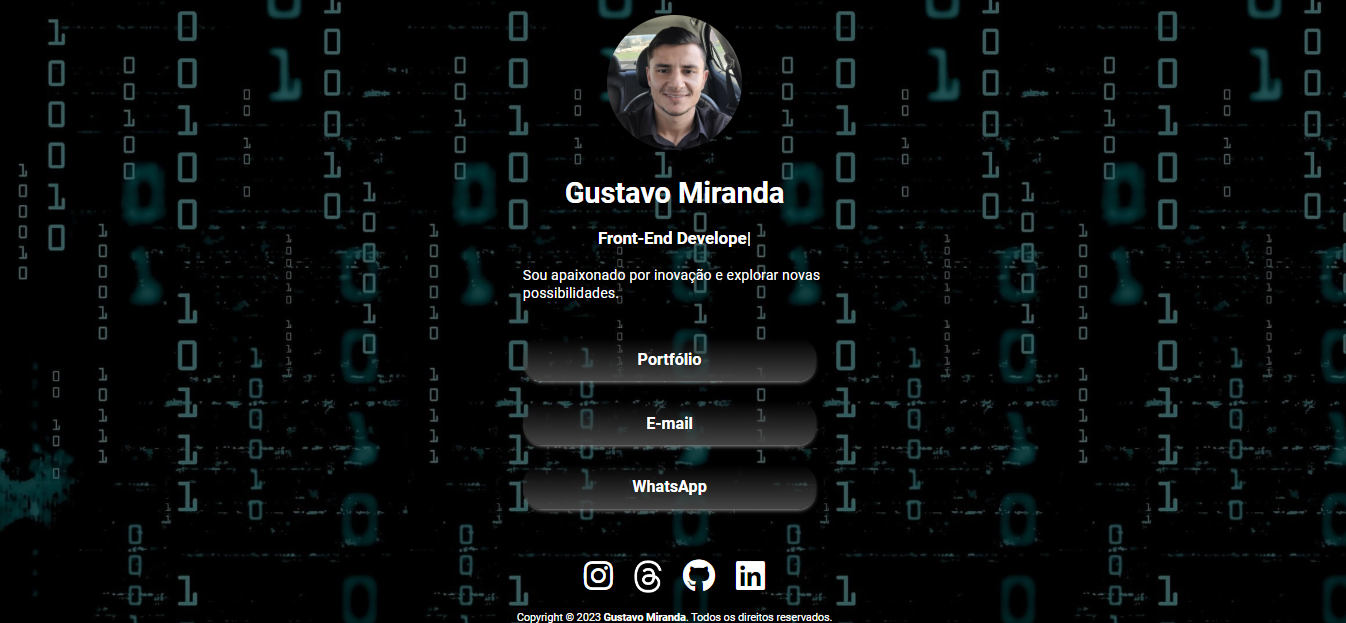 Gustavo Miranda
Front-End Develope|
Sou apaixonado por inovação e explorar novas
possibilidades.
Portfólio
E-mail
WhatsApp
in
Copyright © 2023 Gustavo Miranda. Todos os direitos reservados.